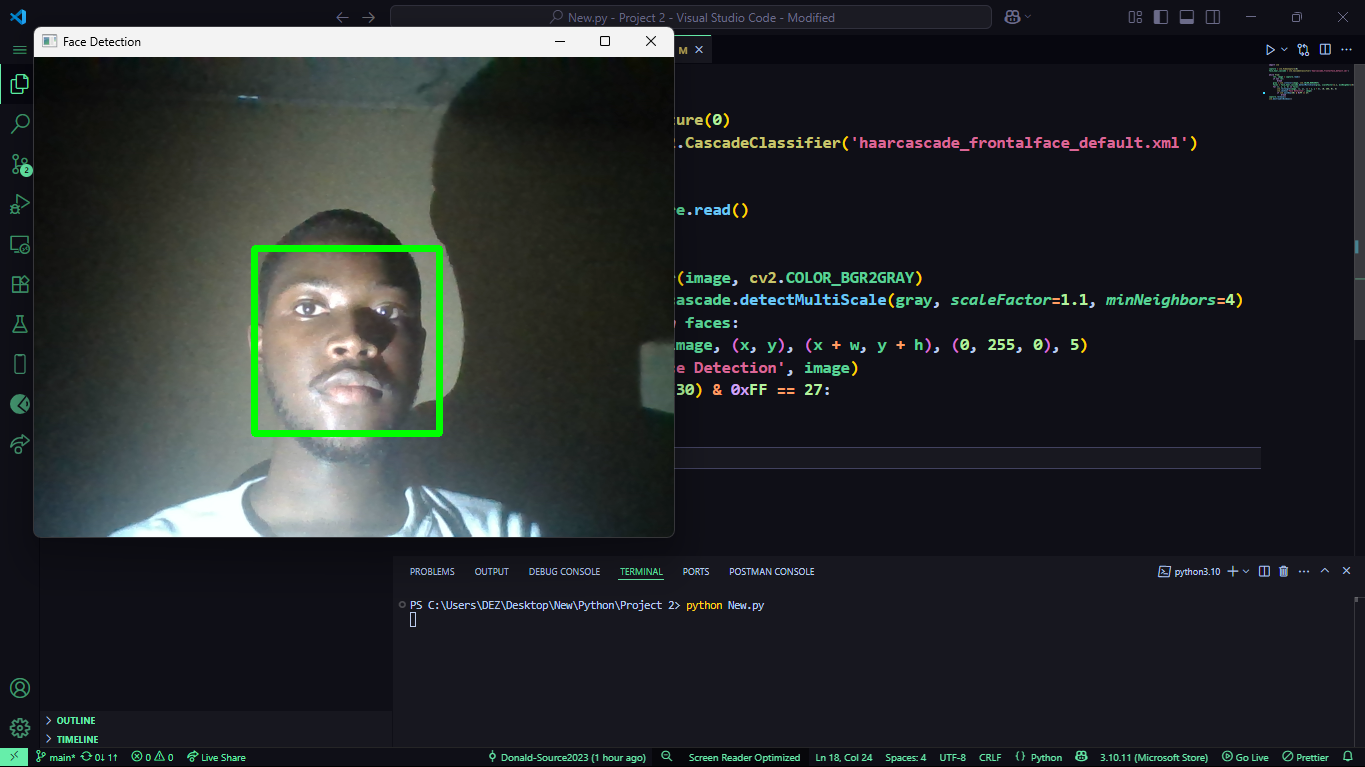 New.py - Project 2 - Visual Studio Code - Modified
Face Detection
M
ure(0)
.CascadeClassifier('haarcascade_frontalface_default.xml')
e.read()
(image, cv2.COLOR_BGR2GRAY)
cascade.detectMultiScale(gray, scaleFactor=1.1, minNeighbors=4)
faces:
mage, (x, y), (x + w, y + h), (0, 255, 0), 5)
e Detection', image)
30) & 0xFF == 27:
2
PROBLEMS OUTPUT DEBUG CONSOLE TERMINAL PORTS POSTMAN CONSOLE
python3.10
PS C:\Users\DEZ\Desktop\New\Python\Project 2> python New.py
OUTLINE
TIMELINE
main* 0↓ 1↑ 0 0 Live Share Donald-Source2023 (1 hour ago) Screen Reader Optimized Ln 18, Col 24 Spaces: 4 UTF-8 CRLF Python 3.10.11 (Microsoft Store) Go Live Prettier